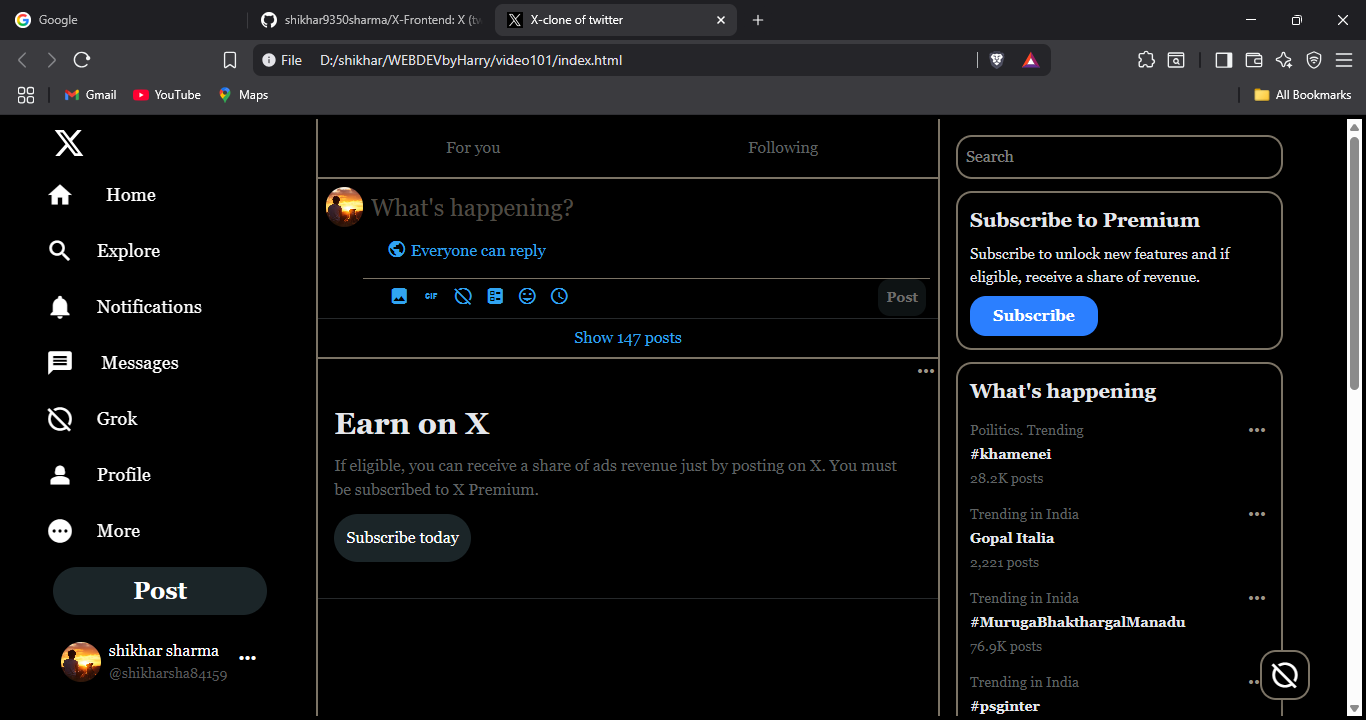 Google
shikhar9350sharma/X-Frontend: X (tw
X-clone of twitter
File D:/shikhar/WEBDEVbyHarry/video101/index.html
Gmail
YouTube
Maps
All Bookmarks
Home
Explore
Notifications
Messages
Grok
Profile
More
Post
shikhar sharma
@shikharsha84159
For you
Following
What's happening?
Everyone can reply
GIF
Post
Show 147 posts
Earn on X
If eligible, you can receive a share of ads revenue just by posting on X. You must
be subscribed to X Premium.
Subscribe today
Search
Subscribe to Premium
Subscribe to unlock new features and if
eligible, receive a share of revenue.
Subscribe
What's happening
Poilitics. Trending
#khamenei
28.2K posts
Trending in India
Gopal Italia
2,221 posts
Trending in Inida
#MurugaBhakthargalManadu
76.9K posts
Trending in India
#psginter